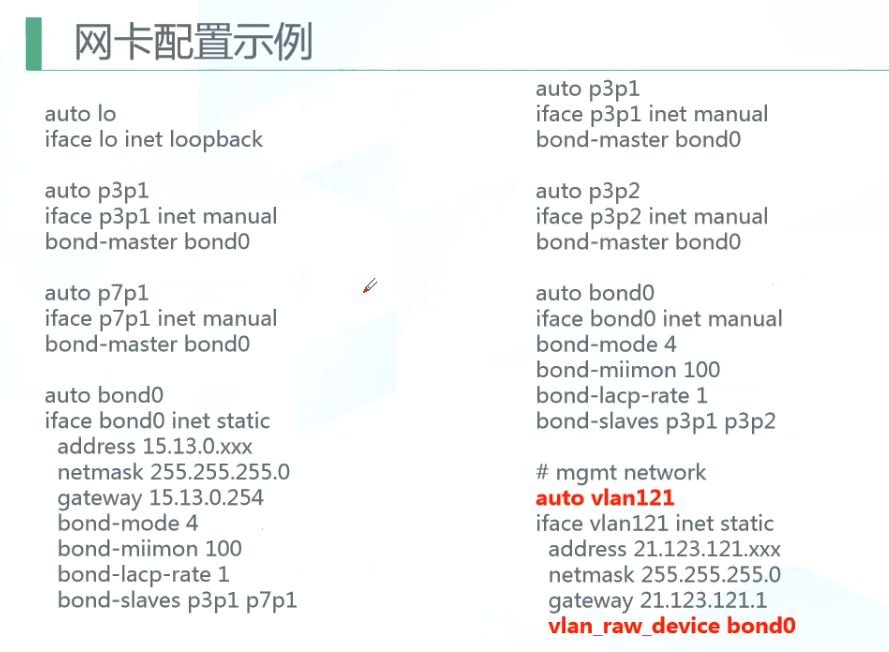 网卡配置示例
auto lo
iface lo inet loopback
auto p3p1
iface p3p1 inet manual
bond-master bond0
auto p7p1
iface p7p1 inet manual
bond-master bond0
auto bond0
iface bond0 inet static
address 15.13.0.xxx
netmask 255.255.255.0
gateway 15.13.0.254
bond-mode 4
bond-miimon 100
bond-lacp-rate 1
bond-slaves p3p1 p7p1
auto p3p1
iface p3p1 inet manual
bond-master bond0
auto p3p2
iface p3p2 inet manual
bond-master bond0
auto bond0
iface bond0 inet manual
bond-mode 4
bond-miimon 100
bond-lacp-rate 1
bond-slaves p3p1 p3p2
# mgmt network
auto vlan121
iface vlan121 inet static
address 21.123.121.xxx
netmask 255.255.255.0
gateway 21.123.121.1
vlan_raw_device bond0